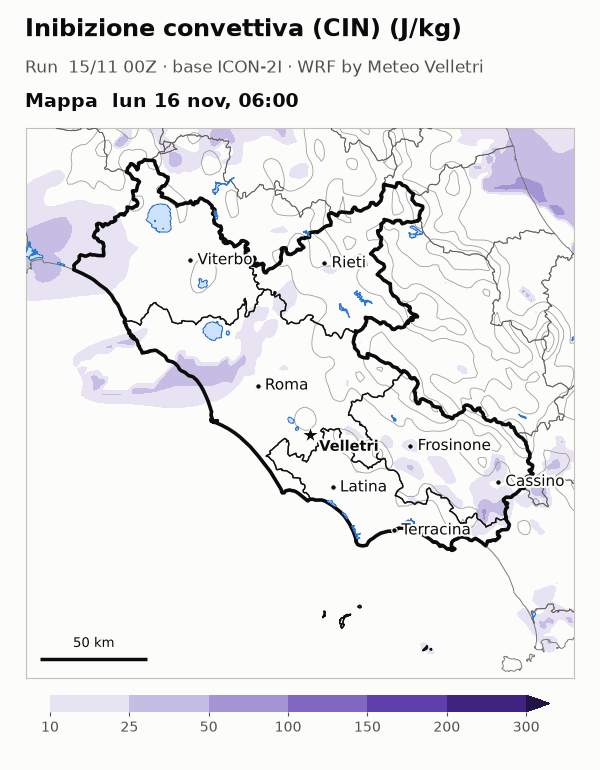 Inibizione convettiva (CIN) (J/kg)
Run 15/11 00Z · base ICON-2I · WRF by Meteo Velletri
Mappa lun 16 nov, 06:00
Viterbo
Rieti
Roma
Velletri
Frosinone
Latina
Cassino
Terracina
50 km
10 25 50 100 150 200 300